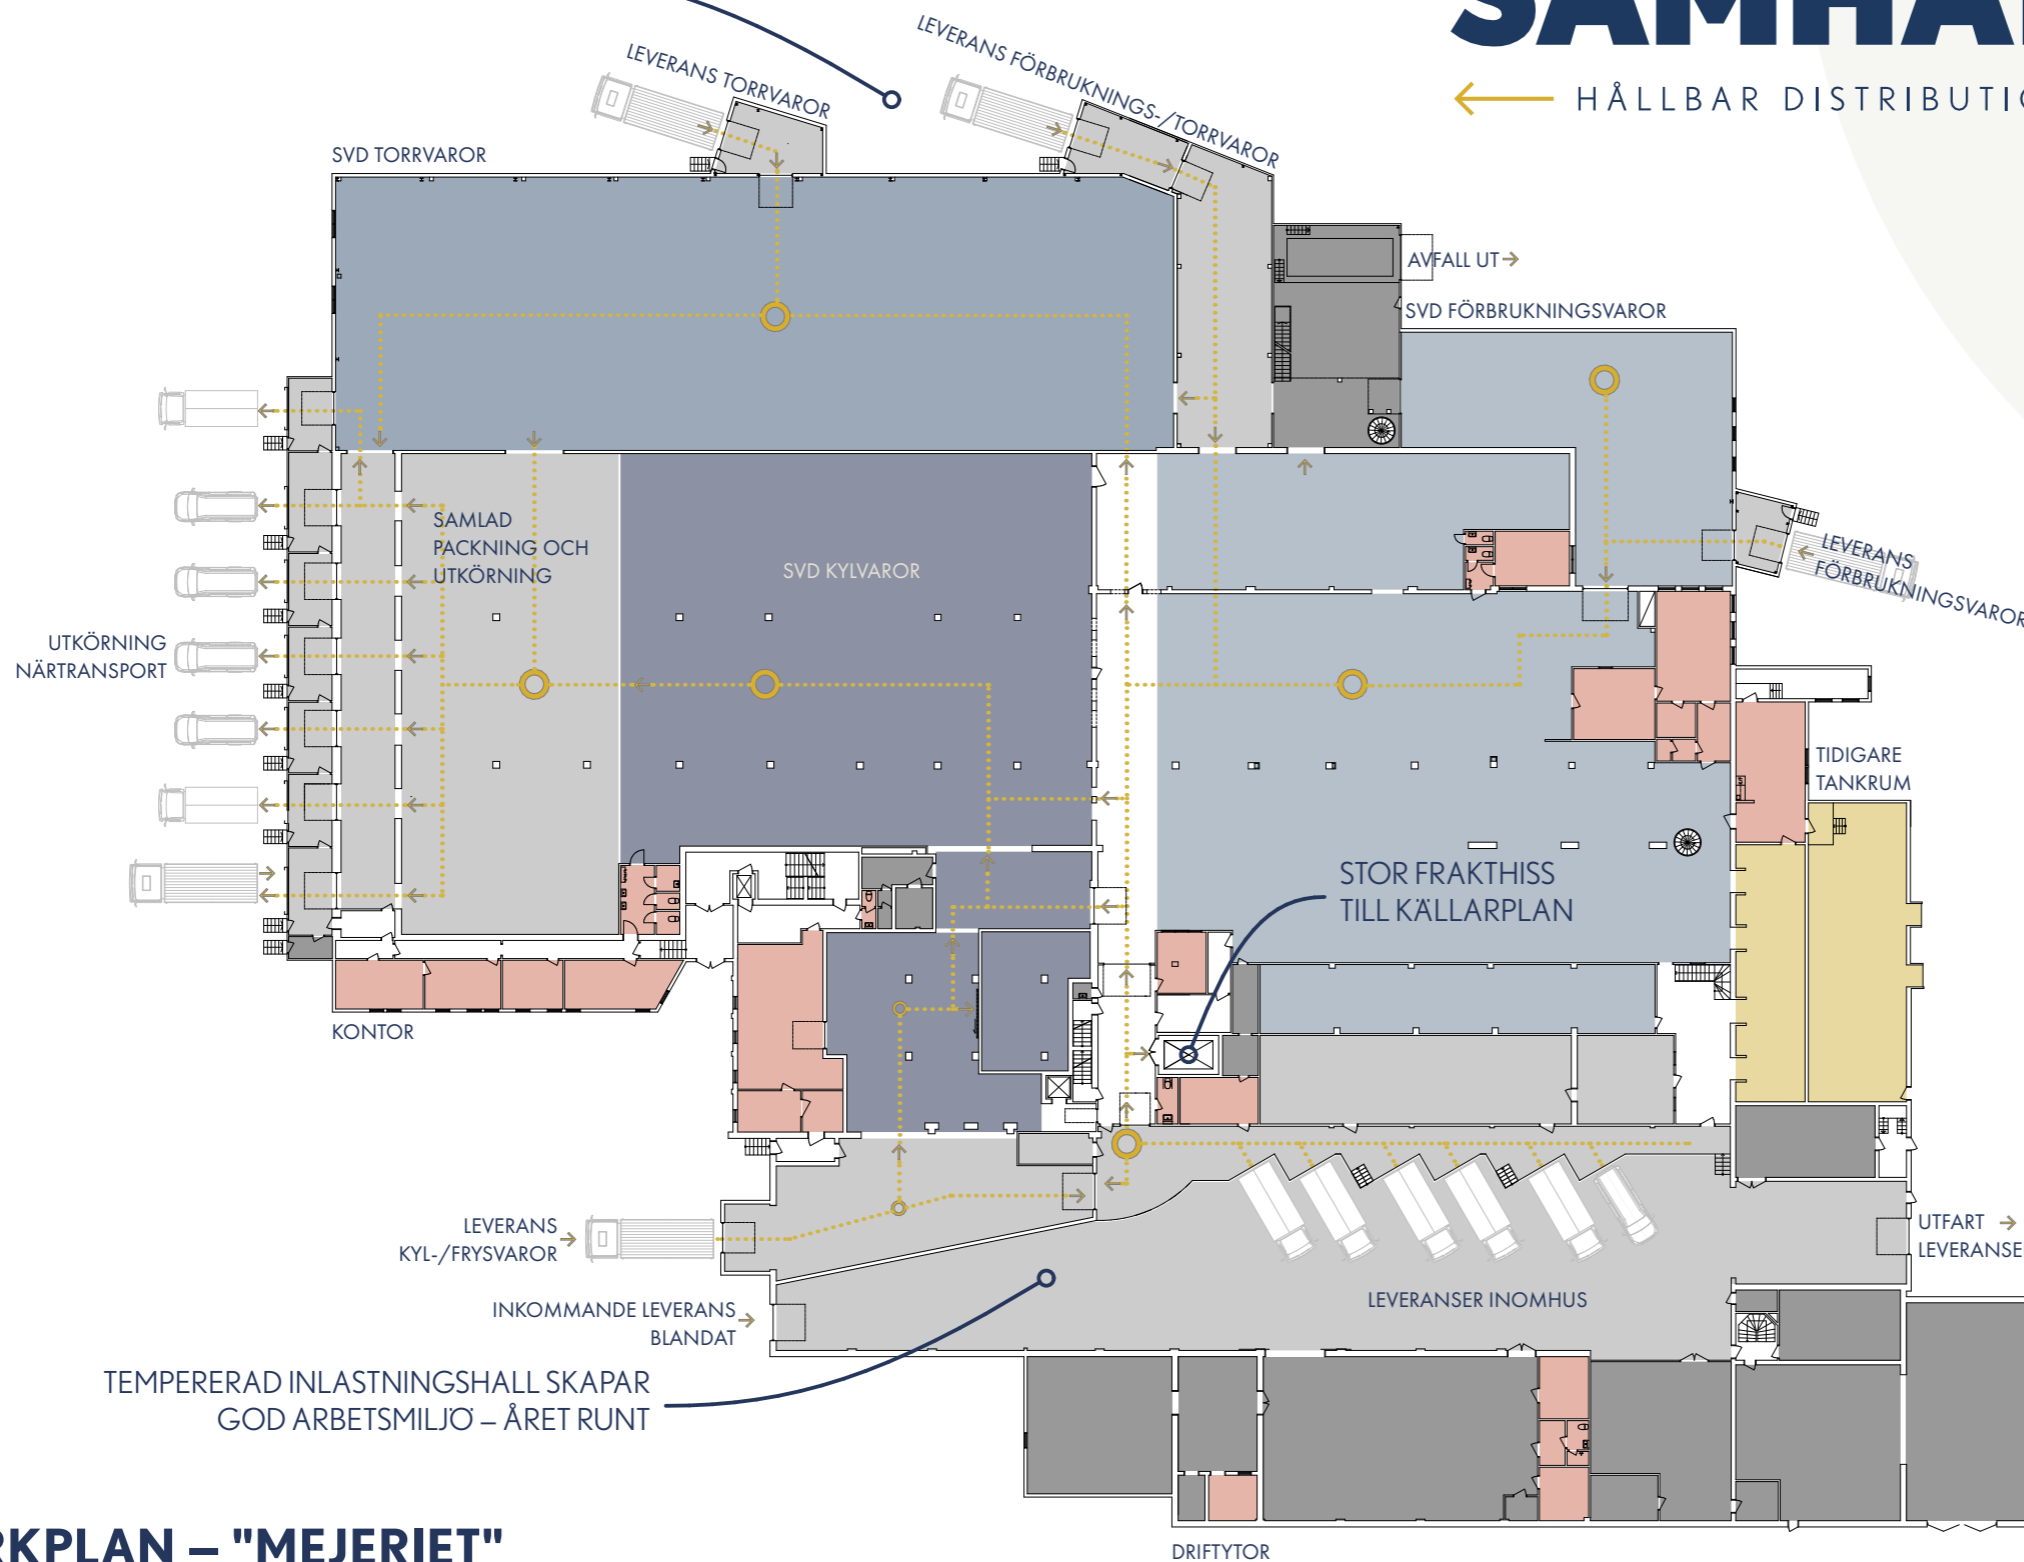 SAMHA
HÅLLBAR DISTRIBUTIO
LEVERANS TORRVAROR
LEVERANS FÖRBRUKNINGS-/TORRVAROR
SVD TORRVAROR
AVFALL UT
SVD FÖRBRUKNINGSVAROR
SAMLAD
PACKNING OCH
UTKÖRNING
SVD KYLVAROR
LEVERANS
FÖRBRUKNINGSVAROR
UTKÖRNING
NÄRTRANSPORT
TIDIGARE
TANKRUM
STOR FRAKTHISS
TILL KÄLLARPLAN
KONTOR
LEVERANS
KYL-/FRYSVAROR
UTFART
LEVERANSE
INKOMMANDE LEVERANS
BLANDAT
LEVERANSER INOMHUS
TEMPERERAD INLASTNINGSHALL SKAPAR
GOD ARBETSMILJÖ – ÅRET RUNT
RKPLAN – "MEJERIET"
DRIFTYTOR